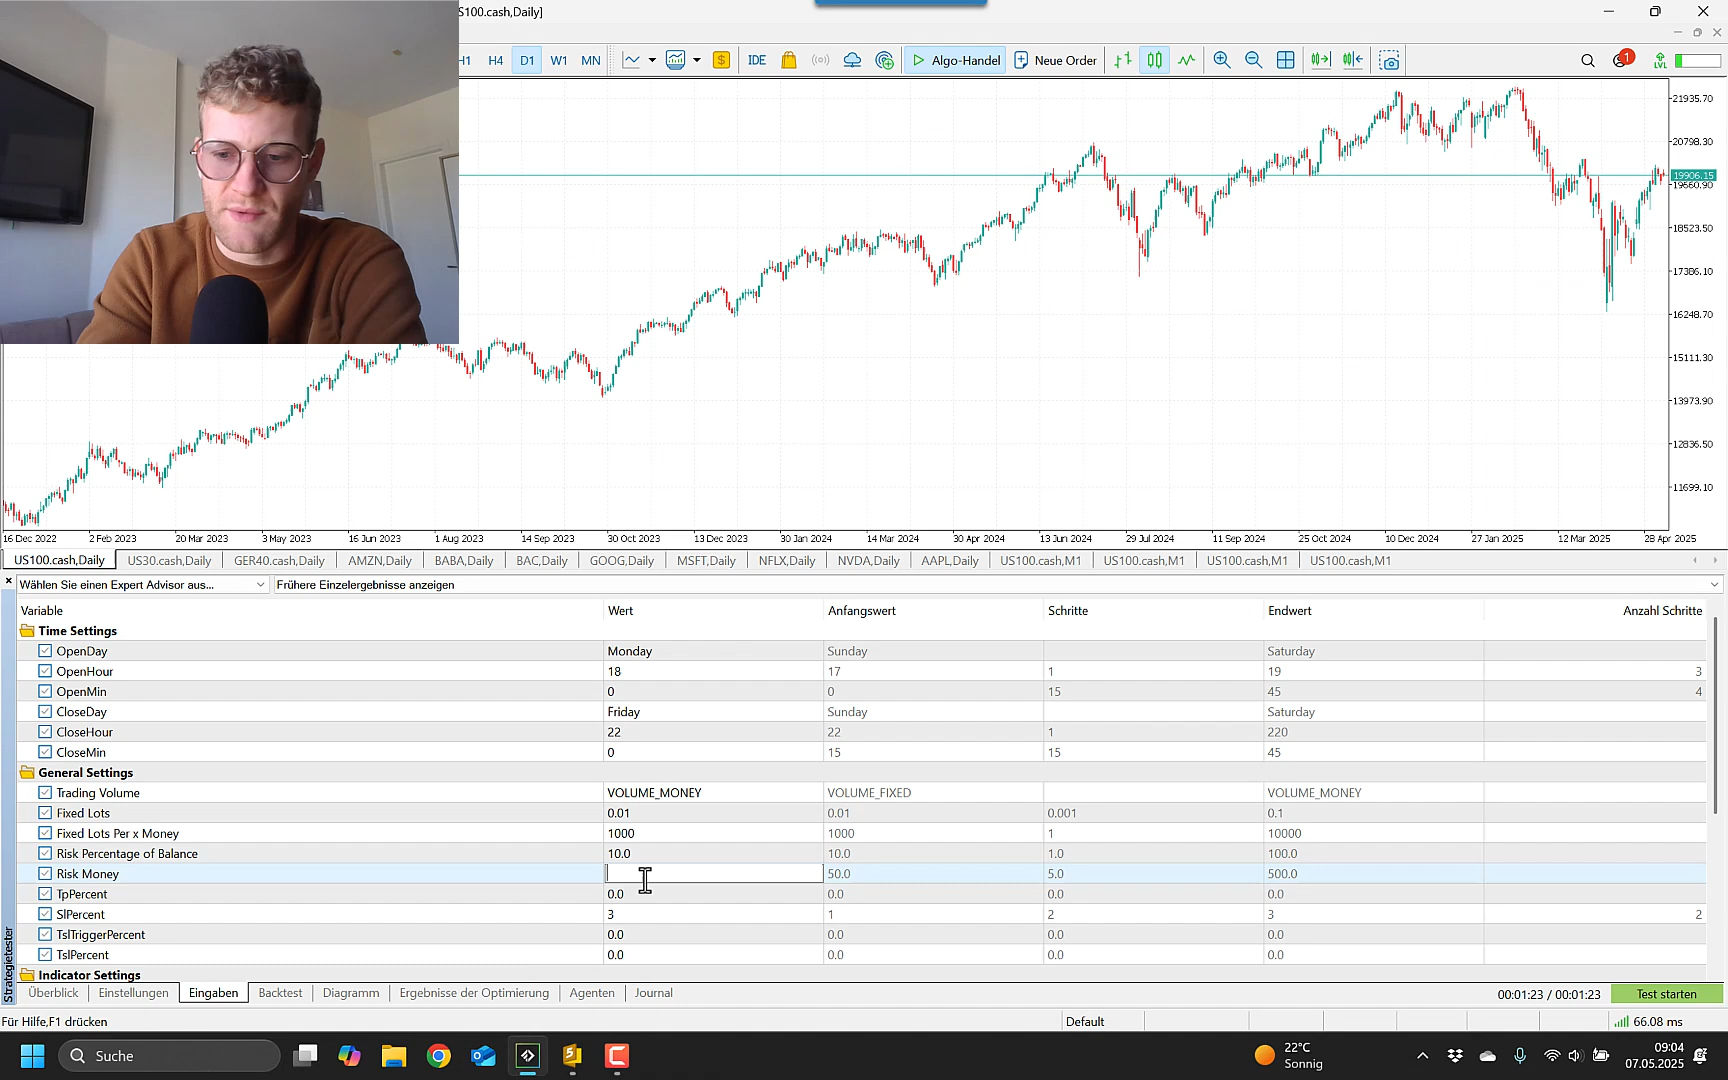 S100.cash,Daily]
H1 H4 D1 W1 MN IDE Algo-Handel Neue Order 1 LVL
21935.70
20798.30
19906.15
19660.90
18523.50
17386.10
16248.70
15111.30
13973.90
12836.50
11699.10
16 Dec 2022 2 Feb 2023 20 Mar 2023 3 May 2023 16 Jun 2023 1 Aug 2023 14 Sep 2023 30 Oct 2023 13 Dec 2023 30 Jan 2024 14 Mar 2024 30 Apr 2024 13 Jun 2024 29 Jul 2024 11 Sep 2024 25 Oct 2024 10 Dec 2024 27 Jan 2025 12 Mar 2025 28 Apr 2025
US100.cash,Daily US30.cash,Daily GER40.cash,Daily AMZN,Daily BABA,Daily BAC,Daily GOOG,Daily MSFT,Daily NFLX,Daily NVDA,Daily AAPL,Daily US100.cash,M1 US100.cash,M1 US100.cash,M1 US100.cash,M1
Wählen Sie einen Expert Advisor aus... Frühere Einzelergebnisse anzeigen
Variable Wert Anfangswert Schritte Endwert Anzahl Schritte
Time Settings
OpenDay Monday Sunday Saturday
OpenHour 18 17 1 19 3
OpenMin 0 0 15 45 4
CloseDay Friday Sunday Saturday
CloseHour 22 22 1 220
CloseMin 0 15 15 45
General Settings
Trading Volume VOLUME_MONEY VOLUME_FIXED VOLUME_MONEY
Fixed Lots 0.01 0.01 0.001 0.1
Fixed Lots Per x Money 1000 1000 1 10000
Risk Percentage of Balance 10.0 10.0 1.0 100.0
Risk Money 50.0 5.0 500.0
TpPercent 0.0 0.0 0.0 0.0
SlPercent 3 1 2 3 2
TslTriggerPercent 0.0 0.0 0.0 0.0
TslPercent 0.0 0.0 0.0 0.0
Indicator Settings
Strategietester
Überblick Einstellungen Eingaben Backtest Diagramm Ergebnisse der Optimierung Agenten Journal 00:01:23 / 00:01:23 Test starten
Für Hilfe,F1 drücken Default 66.08 ms
Suche
22°C
Sonnig
09:04
07.05.2025